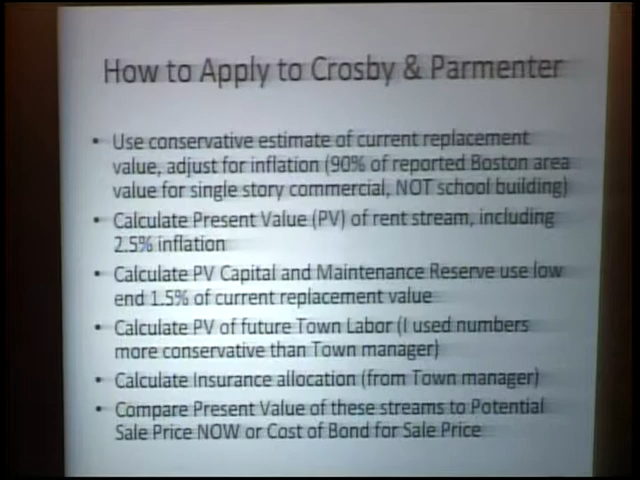 How to Apply to Crosby & Parmenter
• Use conservative estimate of current replacement
value, adjust for inflation (90% of reported Boston area
value for single story commercial, NOT school building)
• Calculate Present Value (PV) of rent stream, including
2.5% inflation
• Calculate PV Capital and Maintenance Reserve use low
end 1.5% of current replacement value
• Calculate PV of future Town Labor (I used numbers
more conservative than Town manager)
• Calculate Insurance allocation (from Town manager)
• Compare Present Value of these streams to Potential
Sale Price NOW or Cost of Bond for Sale Price